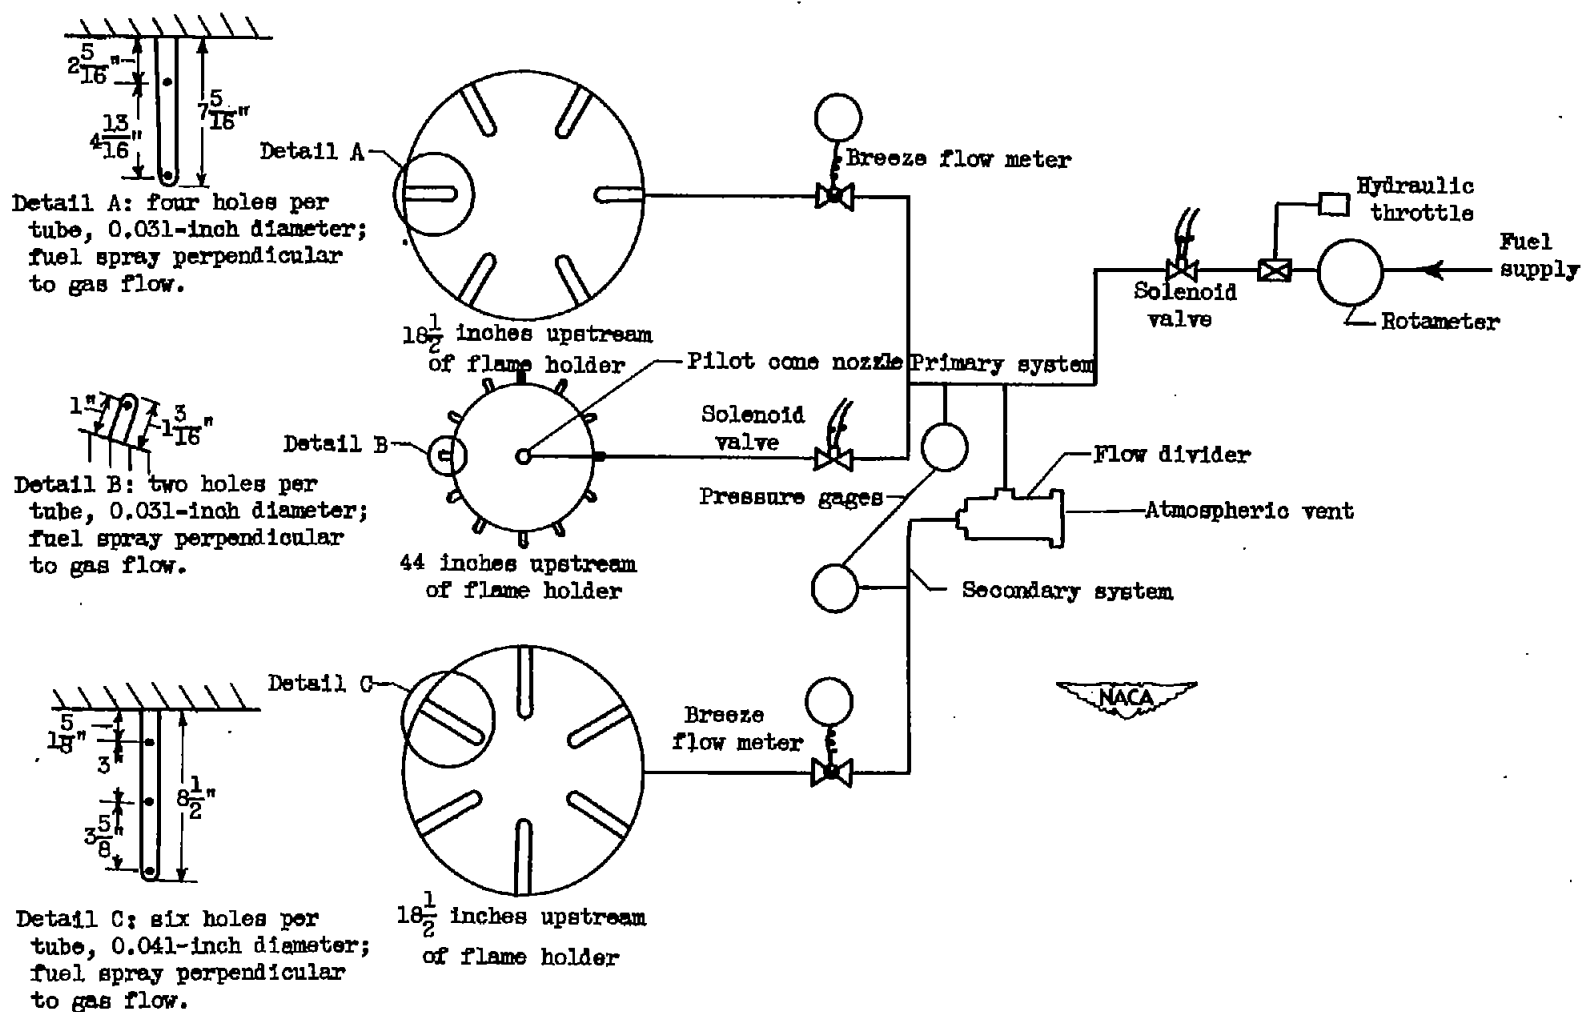 2 5/16"
4 13/16"
7 5/16"
Detail A
Detail A: four holes per
tube, 0.031-inch diameter;
fuel spray perpendicular
to gas flow.
18 1/2 inches upstream
of flame holder
Breeze flow meter
Hydraulic
throttle
Fuel
supply
Solenoid
valve
Rotameter
Pilot cone nozzle
Primary system
1"
1 3/16"
Detail B
Solenoid
valve
Detail B: two holes per
tube, 0.031-inch diameter;
fuel spray perpendicular
to gas flow.
44 inches upstream
of flame holder
Pressure gages
Flow divider
Atmospheric vent
Secondary system
NACA
Detail C
1 5/8"
3"
3 5/8"
8 1/2"
Breeze
flow meter
Detail C: six holes per
tube, 0.041-inch diameter;
fuel spray perpendicular
to gas flow.
18 1/2 inches upstream
of flame holder